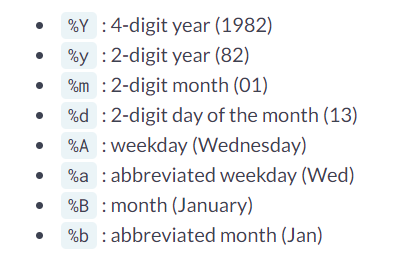 %Y : 4-digit year (1982)
%y : 2-digit year (82)
%m : 2-digit month (01)
%d : 2-digit day of the month (13)
%A : weekday (Wednesday)
%a : abbreviated weekday (Wed)
%B : month (January)
%b : abbreviated month (Jan)